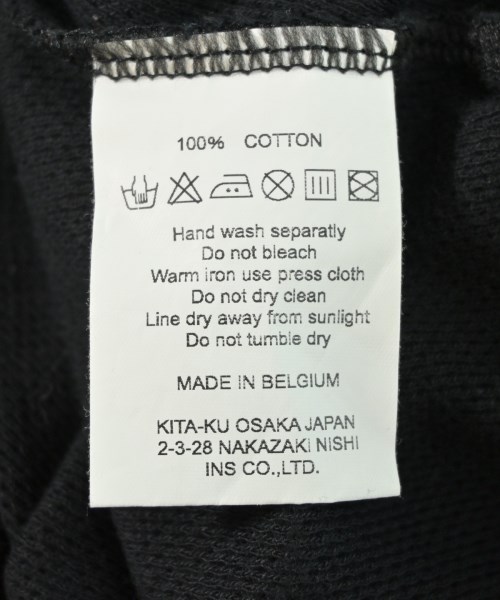 100% COTTON
Hand wash separatly
Do not bleach
Warm iron use press cloth
Do not dry clean
Line dry away from sunlight
Do not tumble dry
MADE IN BELGIUM
KITA-KU OSAKA JAPAN
2-3-28 NAKAZAKI NISHI
INS CO.,LTD.